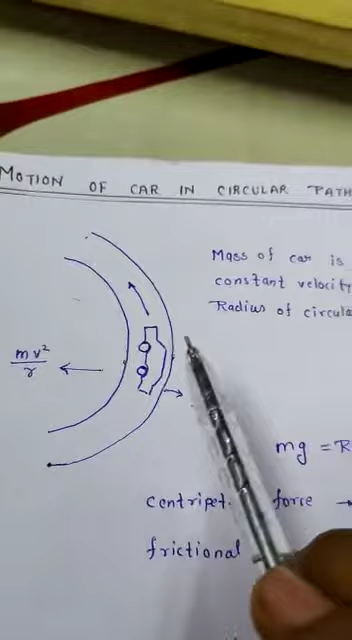 MOTION OF CAR IN CIRCULAR PATH
Mass of car is
constant velocity
Radius of circula
mv²/r
mg = R
centripet. force →
frictional